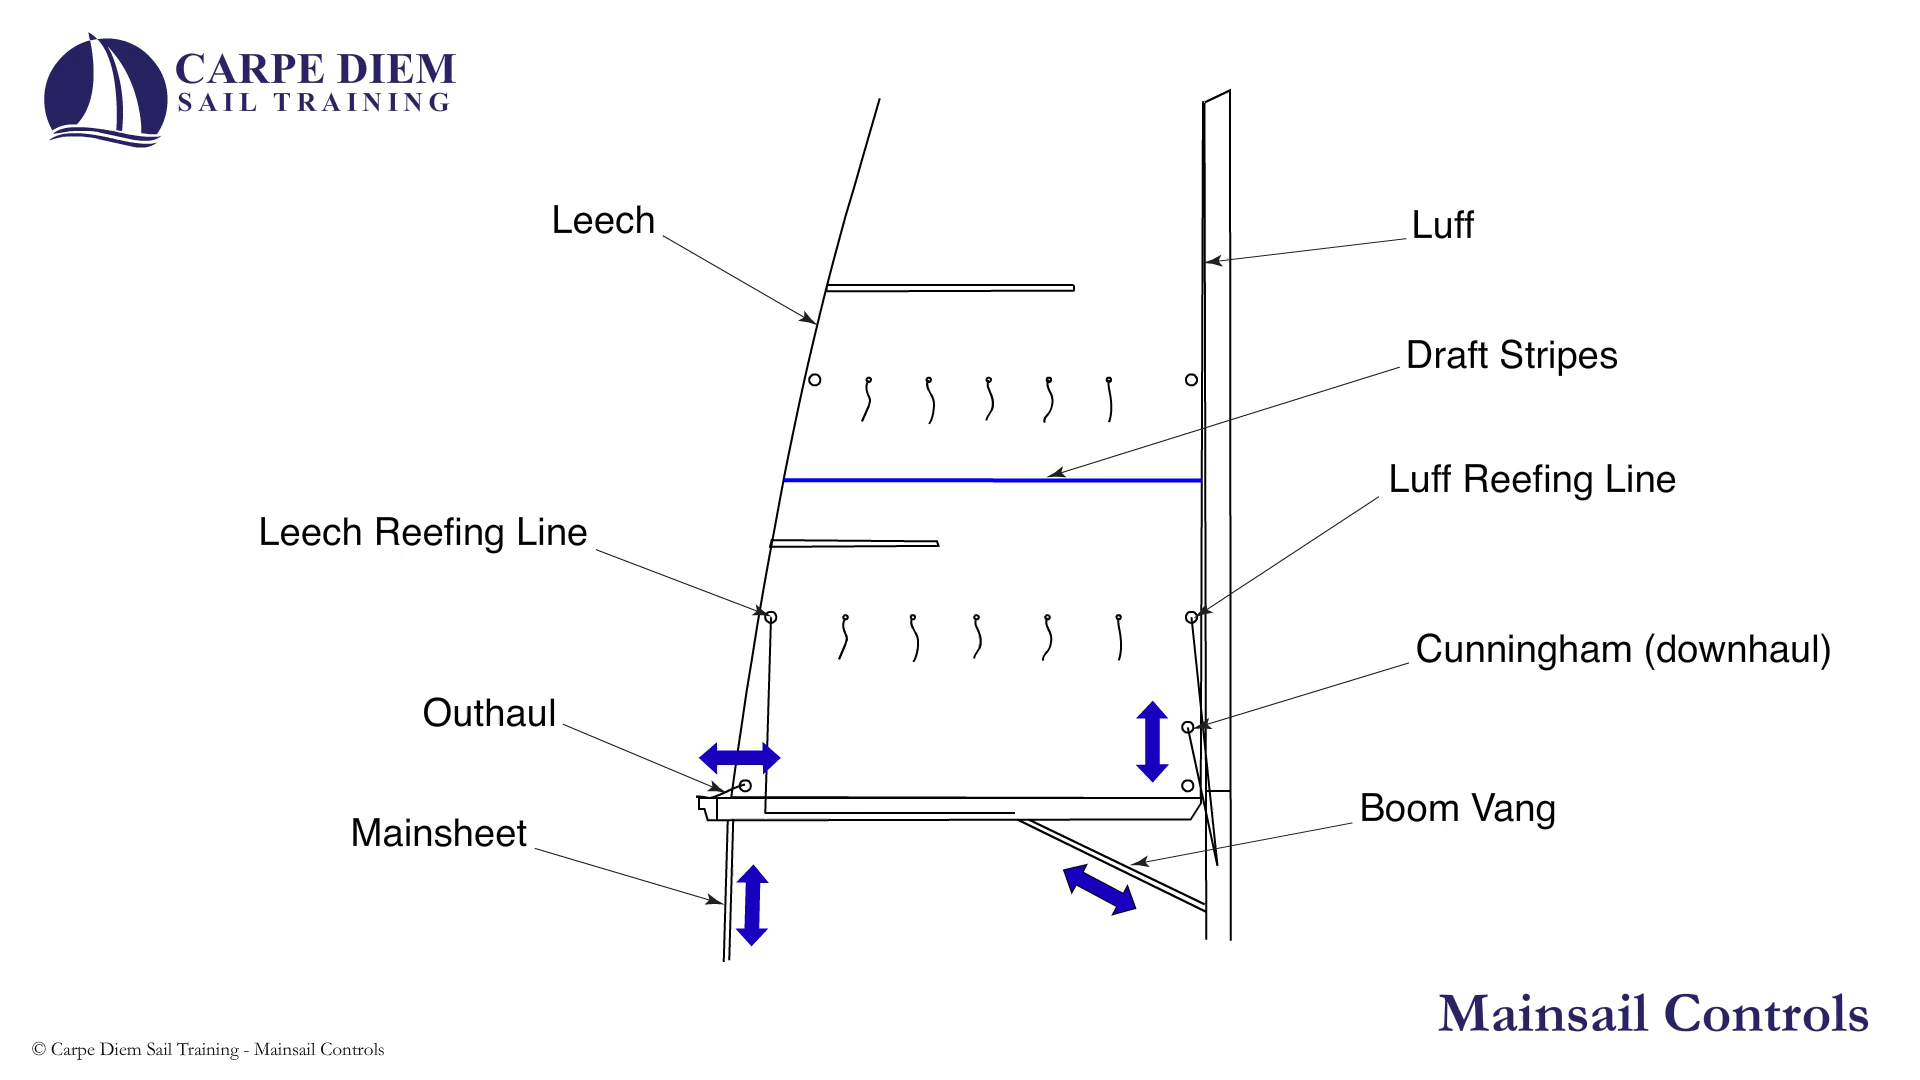 CARPE DIEM
SAIL TRAINING
Leech
Luff
Draft Stripes
Luff Reefing Line
Leech Reefing Line
Cunningham (downhaul)
Outhaul
Boom Vang
Mainsheet
Mainsail Controls
© Carpe Diem Sail Training - Mainsail Controls